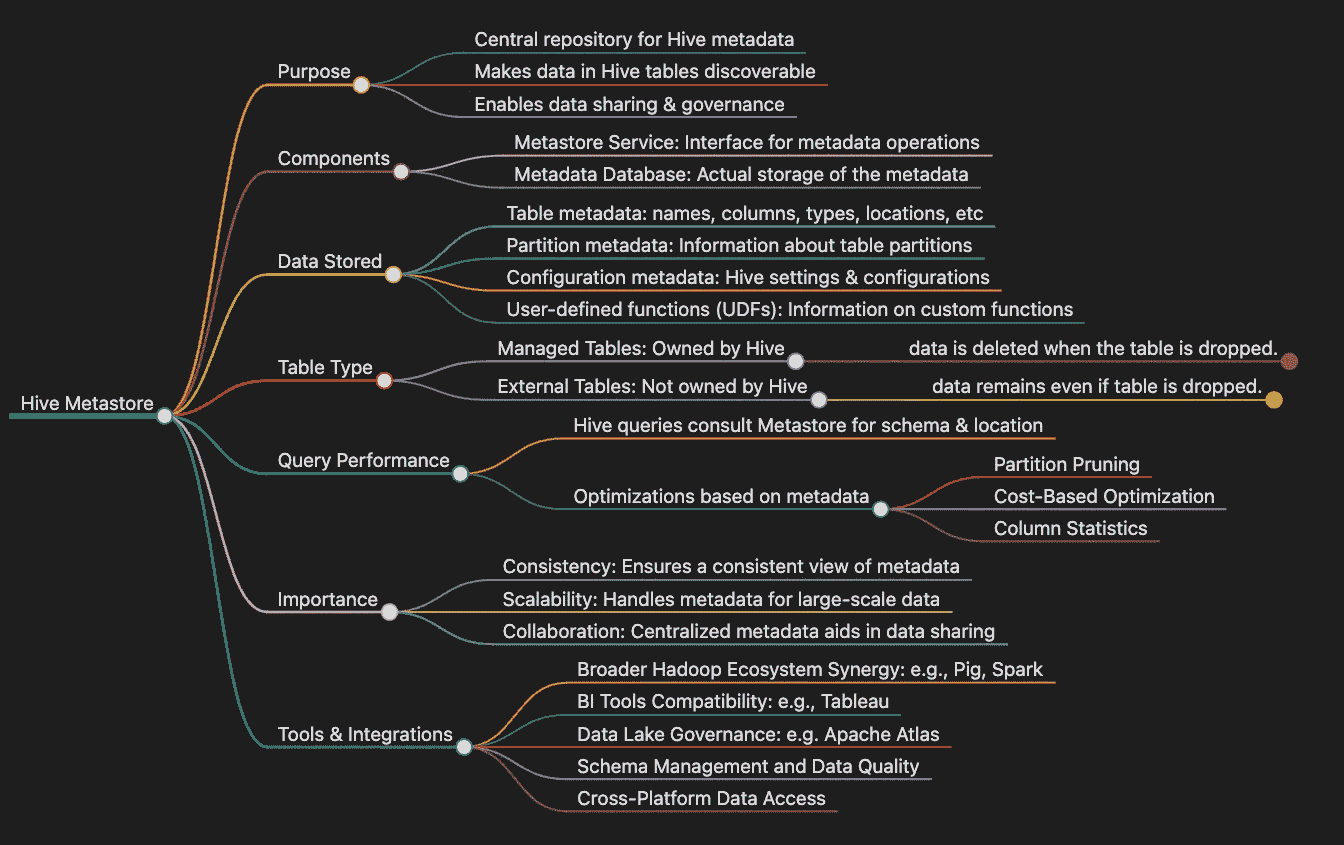 Hive Metastore
Purpose
Central repository for Hive metadata
Makes data in Hive tables discoverable
Enables data sharing & governance
Components
Metastore Service: Interface for metadata operations
Metadata Database: Actual storage of the metadata
Data Stored
Table metadata: names, columns, types, locations, etc
Partition metadata: Information about table partitions
Configuration metadata: Hive settings & configurations
User-defined functions (UDFs): Information on custom functions
Table Type
Managed Tables: Owned by Hive
data is deleted when the table is dropped.
External Tables: Not owned by Hive
data remains even if table is dropped.
Query Performance
Hive queries consult Metastore for schema & location
Optimizations based on metadata
Partition Pruning
Cost-Based Optimization
Column Statistics
Importance
Consistency: Ensures a consistent view of metadata
Scalability: Handles metadata for large-scale data
Collaboration: Centralized metadata aids in data sharing
Tools & Integrations
Broader Hadoop Ecosystem Synergy: e.g., Pig, Spark
BI Tools Compatibility: e.g., Tableau
Data Lake Governance: e.g. Apache Atlas
Schema Management and Data Quality
Cross-Platform Data Access